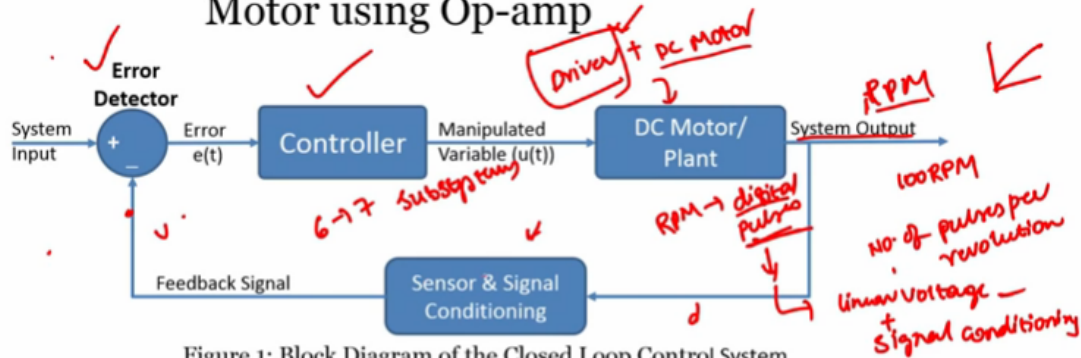 Motor using Op-amp
Driver + DC Motor
Error
Detector
RPM
System
Input
+
−
Error
e(t)
Controller
Manipulated
Variable (u(t))
DC Motor/
Plant
System Output
100RPM
6→7 Substystems
RPM → digital
pulses
No. of pulses per
revolution
Feedback Signal
Sensor & Signal
Conditioning
d
linear voltage
+
signal conditioning
Figure 1: Block Diagram of the Closed Loop Control System